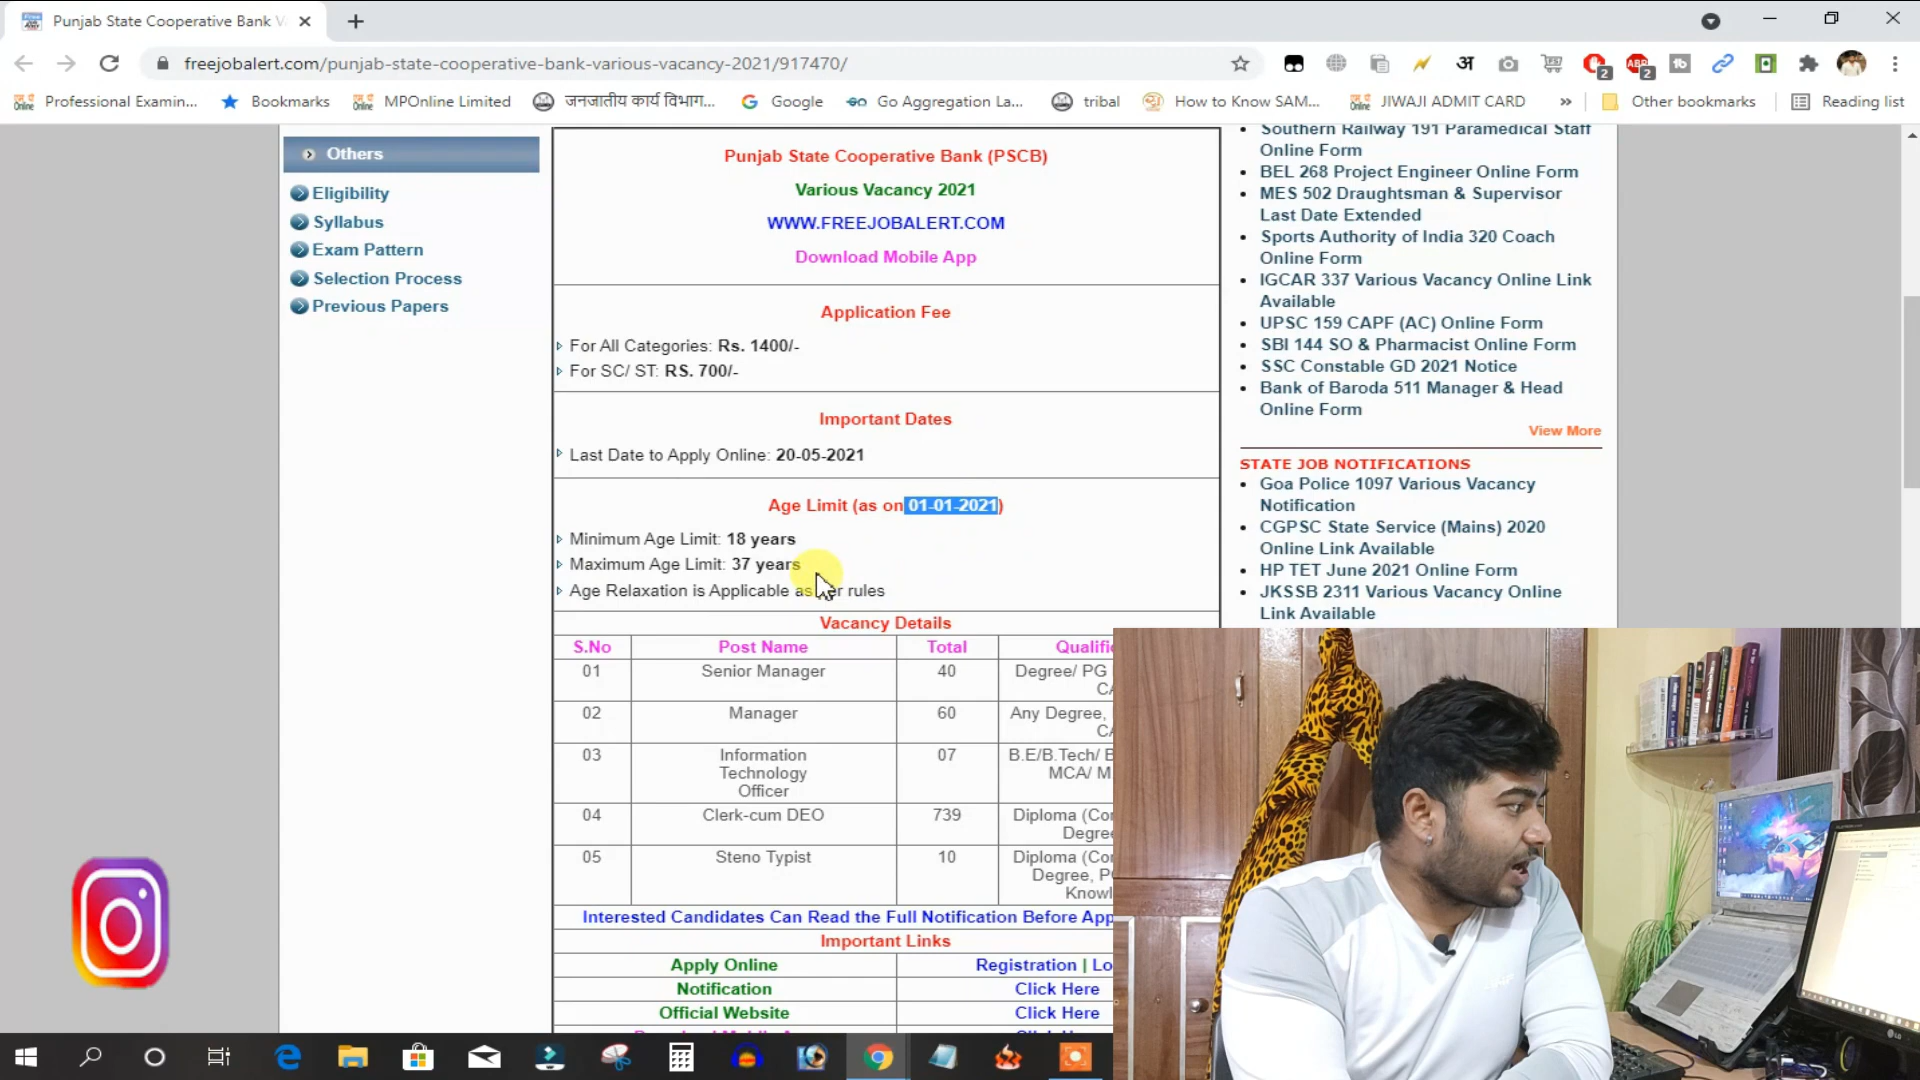 Punjab State Cooperative Bank V
freejobalert.com/punjab-state-cooperative-bank-various-vacancy-2021/917470/
Professional Examin...
Bookmarks
MPOnline Limited
जनजातीय कार्य विभाग...
Google
Go Aggregation La...
tribal
How to Know SAM...
JIWAJI ADMIT CARD
»
Other bookmarks
Reading list
Others
Eligibility
Syllabus
Exam Pattern
Selection Process
Previous Papers
Punjab State Cooperative Bank (PSCB)
Various Vacancy 2021
WWW.FREEJOBALERT.COM
Download Mobile App
Application Fee
For All Categories: Rs. 1400/-
For SC/ ST: RS. 700/-
Important Dates
Last Date to Apply Online: 20-05-2021
Age Limit (as on 01-01-2021)
Minimum Age Limit: 18 years
Maximum Age Limit: 37 years
Age Relaxation is Applicable as er rules
Vacancy Details
S.No Post Name Total Qualific
01 Senior Manager 40 Degree/ PG
CA
02 Manager 60 Any Degree,
CA
03 Information Technology Officer 07 B.E/B.Tech/ B
MCA/ M
04 Clerk-cum DEO 739 Diploma (Cor
Degree
05 Steno Typist 10 Diploma (Cor
Degree, PG
Knowl
Interested Candidates Can Read the Full Notification Before App
Important Links
Apply Online Registration | Lo
Notification Click Here
Official Website Click Here
Southern Railway 191 Paramedical Staff
Online Form
BEL 268 Project Engineer Online Form
MES 502 Draughtsman & Supervisor
Last Date Extended
Sports Authority of India 320 Coach
Online Form
IGCAR 337 Various Vacancy Online Link
Available
UPSC 159 CAPF (AC) Online Form
SBI 144 SO & Pharmacist Online Form
SSC Constable GD 2021 Notice
Bank of Baroda 511 Manager & Head
Online Form
View More
STATE JOB NOTIFICATIONS
Goa Police 1097 Various Vacancy
Notification
CGPSC State Service (Mains) 2020
Online Link Available
HP TET June 2021 Online Form
JKSSB 2311 Various Vacancy Online
Link Available